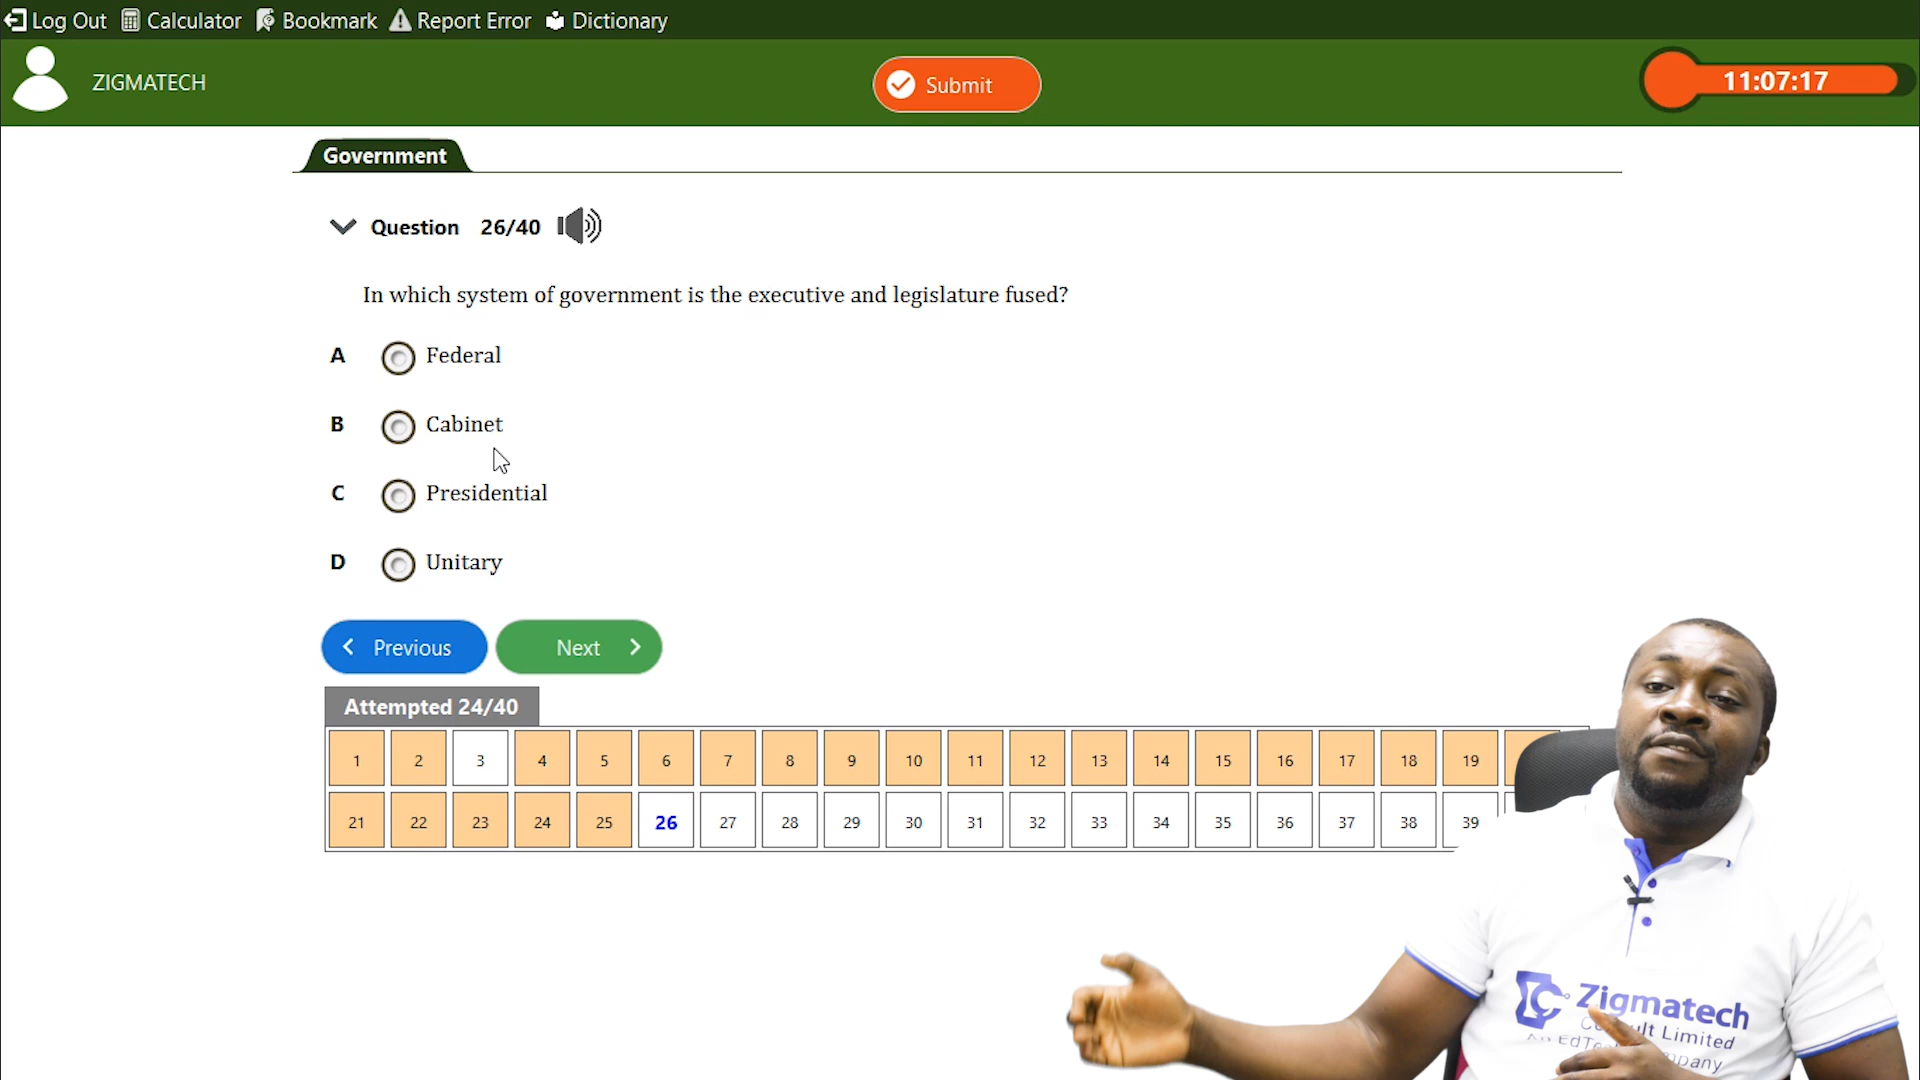 Log Out Calculator Bookmark Report Error Dictionary
ZIGMATECH
Submit
11:07:17
Government
Question 26/40
In which system of government is the executive and legislature fused?
A Federal
B Cabinet
C Presidential
D Unitary
Previous
Next
Attempted 24/40
1 2 3 4 5 6 7 8 9 10 11 12 13 14 15 16 17 18 19
21 22 23 24 25 26 27 28 29 30 31 32 33 34 35 36 37 38 39
Zigmatech
Limited